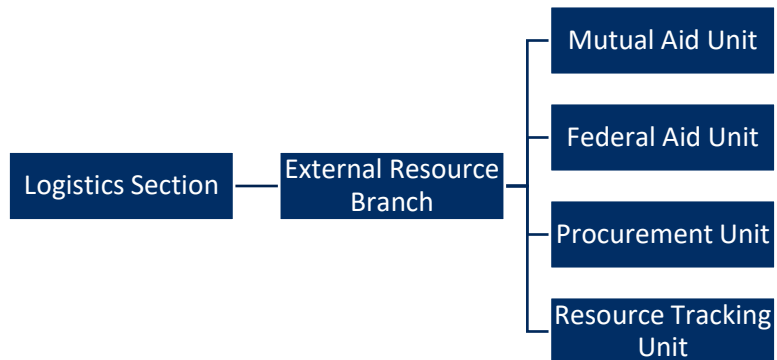 Mutual Aid Unit
Federal Aid Unit
Logistics Section
External Resource
Branch
Procurement Unit
Resource Tracking
Unit